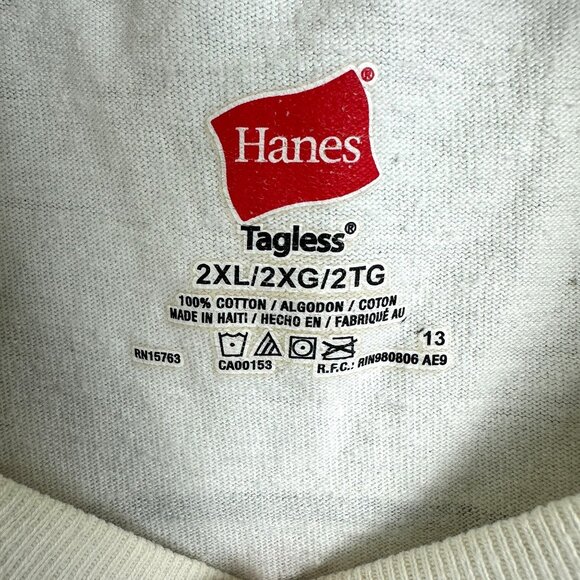 Hanes®
Tagless®
2XL/2XG/2TG
100% COTTON / ALGODON / COTON
MADE IN HAITI / HECHO EN / FABRIQUÉ AU
13
RN15763 CA00153 R.F.C.: RIN980806 AE9